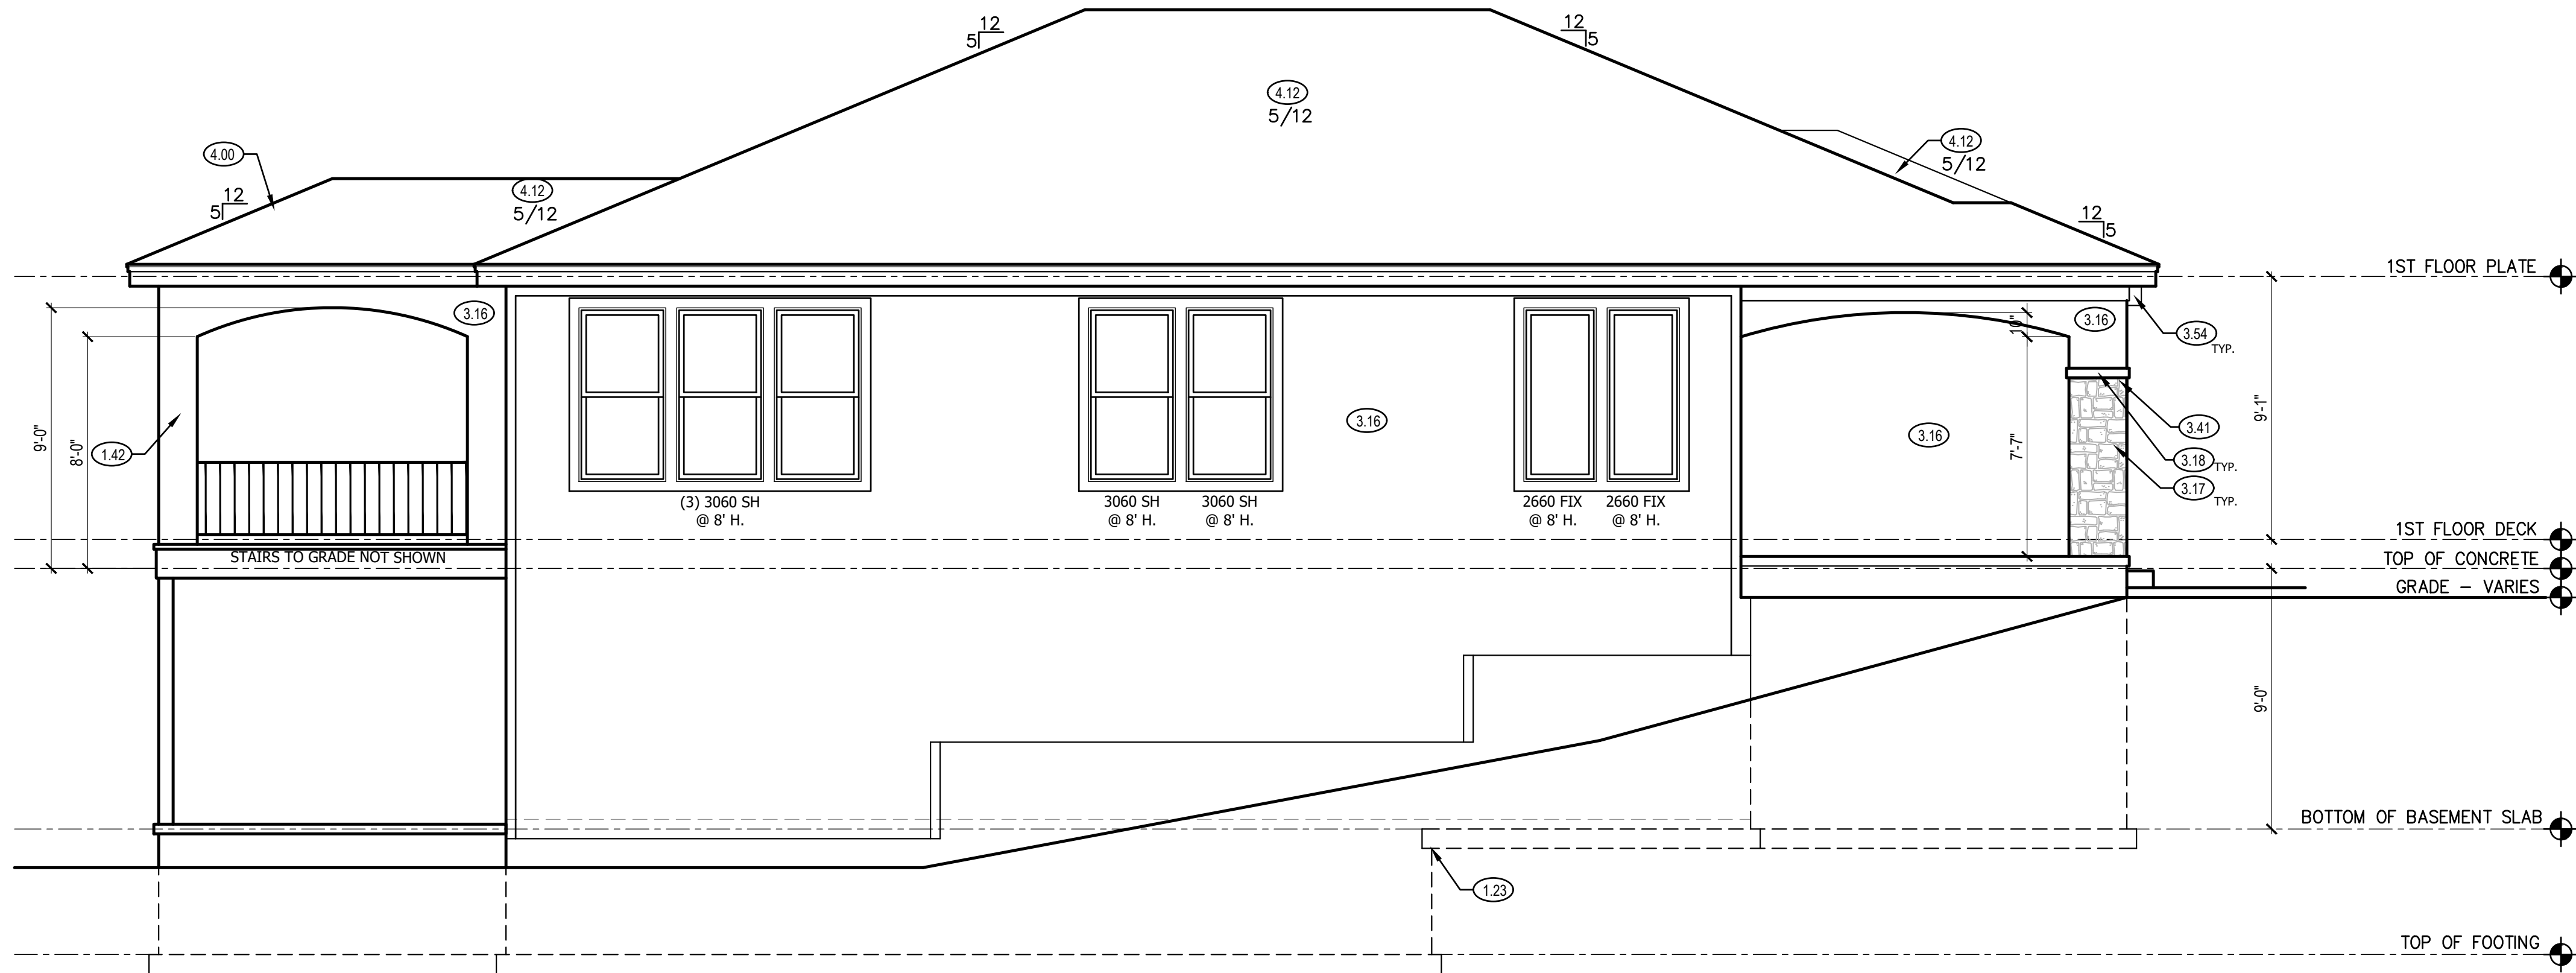 12
5
12
5
4.12
5/12
4.00
12
5
4.12
5/12
4.12
5/12
12
5
1ST FLOOR PLATE
3.16
3.16
10"
3.54
TYP.
9'-0"
8'-0"
1.42
3.16
3.16
7'-7"
9'-1"
3.41
3.18
TYP.
3.17
TYP.
(3) 3060 SH
@ 8' H.
3060 SH
@ 8' H.
3060 SH
@ 8' H.
2660 FIX
@ 8' H.
2660 FIX
@ 8' H.
1ST FLOOR DECK
STAIRS TO GRADE NOT SHOWN
TOP OF CONCRETE
GRADE – VARIES
9'-0"
BOTTOM OF BASEMENT SLAB
1.23
TOP OF FOOTING